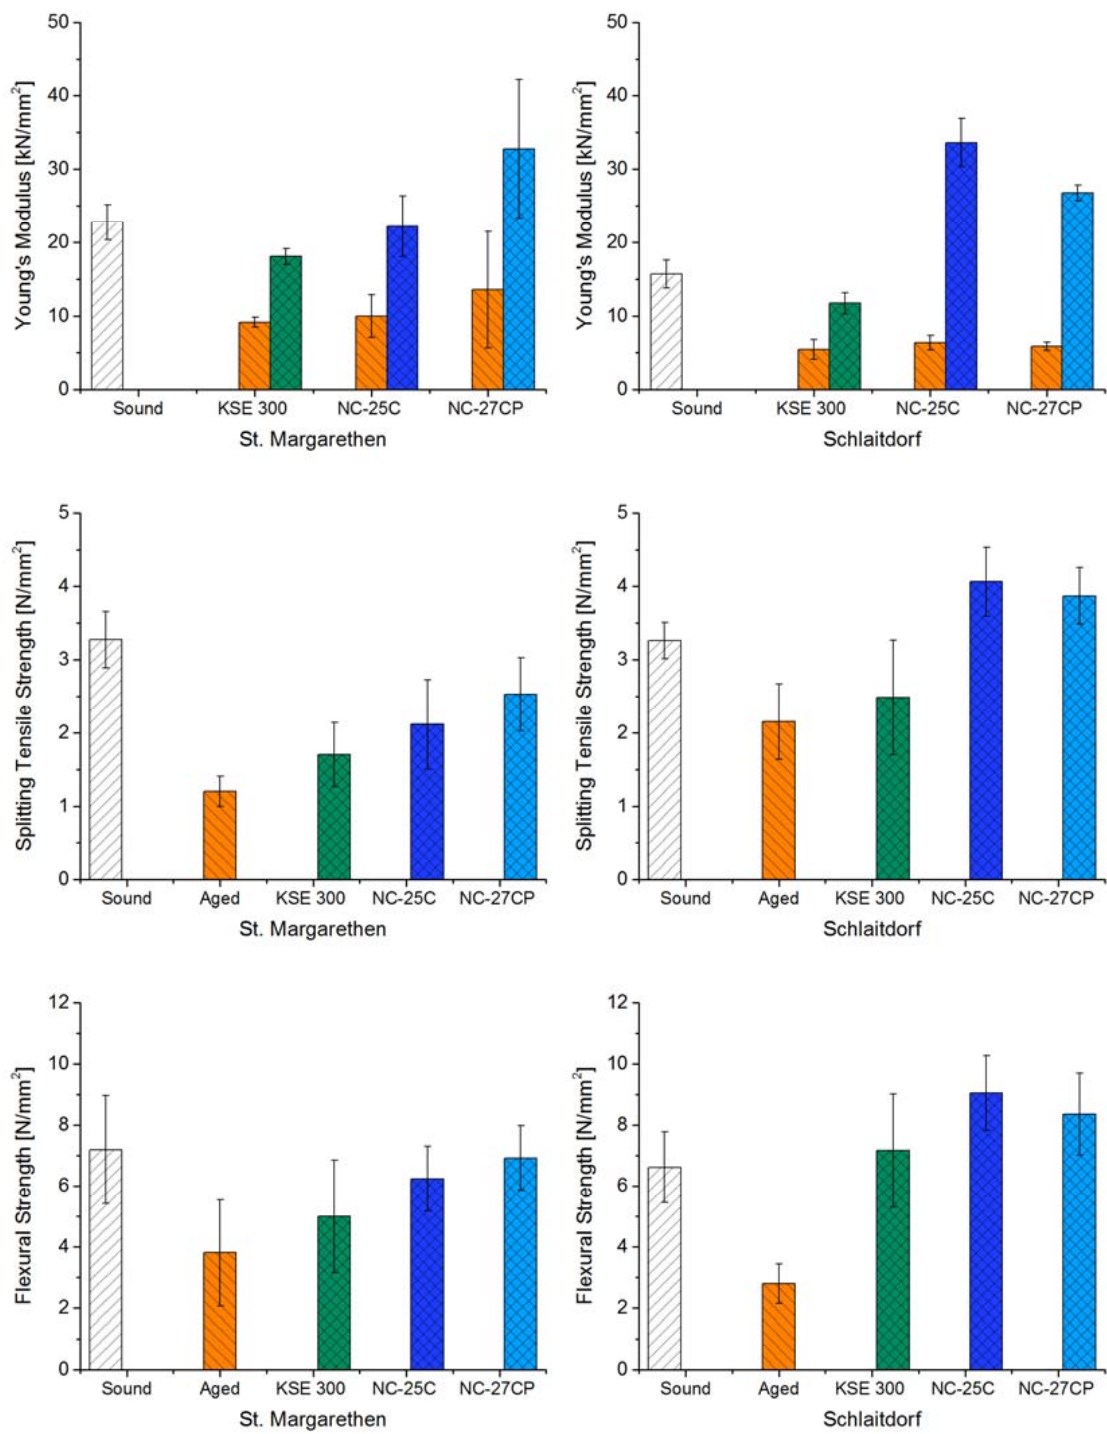 50
40
30
20
10
0
Young's Modulus [kN/mm²]
Sound KSE 300 NC-25C NC-27CP
St. Margarethen
50
40
30
20
10
0
Young's Modulus [kN/mm²]
Sound KSE 300 NC-25C NC-27CP
Schlaitdorf
5
4
3
2
1
0
Splitting Tensile Strength [N/mm²]
Sound Aged KSE 300 NC-25C NC-27CP
St. Margarethen
5
4
3
2
1
0
Splitting Tensile Strength [N/mm²]
Sound Aged KSE 300 NC-25C NC-27CP
Schlaitdorf
12
10
8
6
4
2
0
Flexural Strength [N/mm²]
Sound Aged KSE 300 NC-25C NC-27CP
St. Margarethen
12
10
8
6
4
2
0
Flexural Strength [N/mm²]
Sound Aged KSE 300 NC-25C NC-27CP
Schlaitdorf